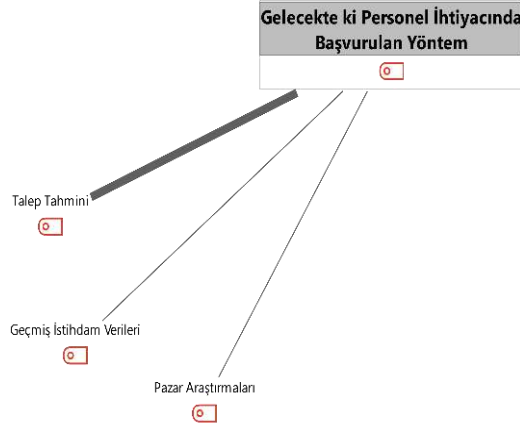 Gelecekte ki Personel İhtiyacında
Başvurulan Yöntem
Talep Tahmini
Geçmiş İstihdam Verileri
Pazar Araştırmaları